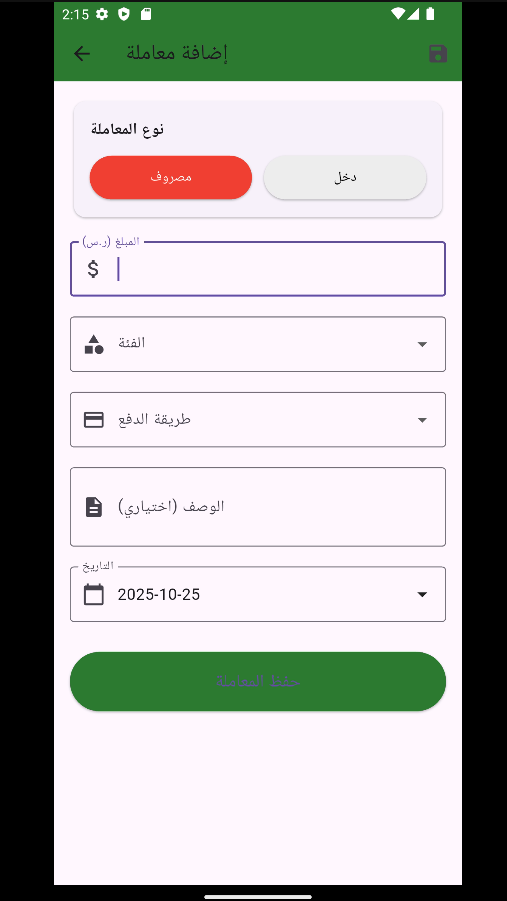 2:15
إضافة معاملة
نوع المعاملة
مصروف
دخل
المبلغ (ر.س)
$
الفئة
طريقة الدفع
الوصف (اختياري)
التاريخ
2025-10-25
حفظ المعاملة